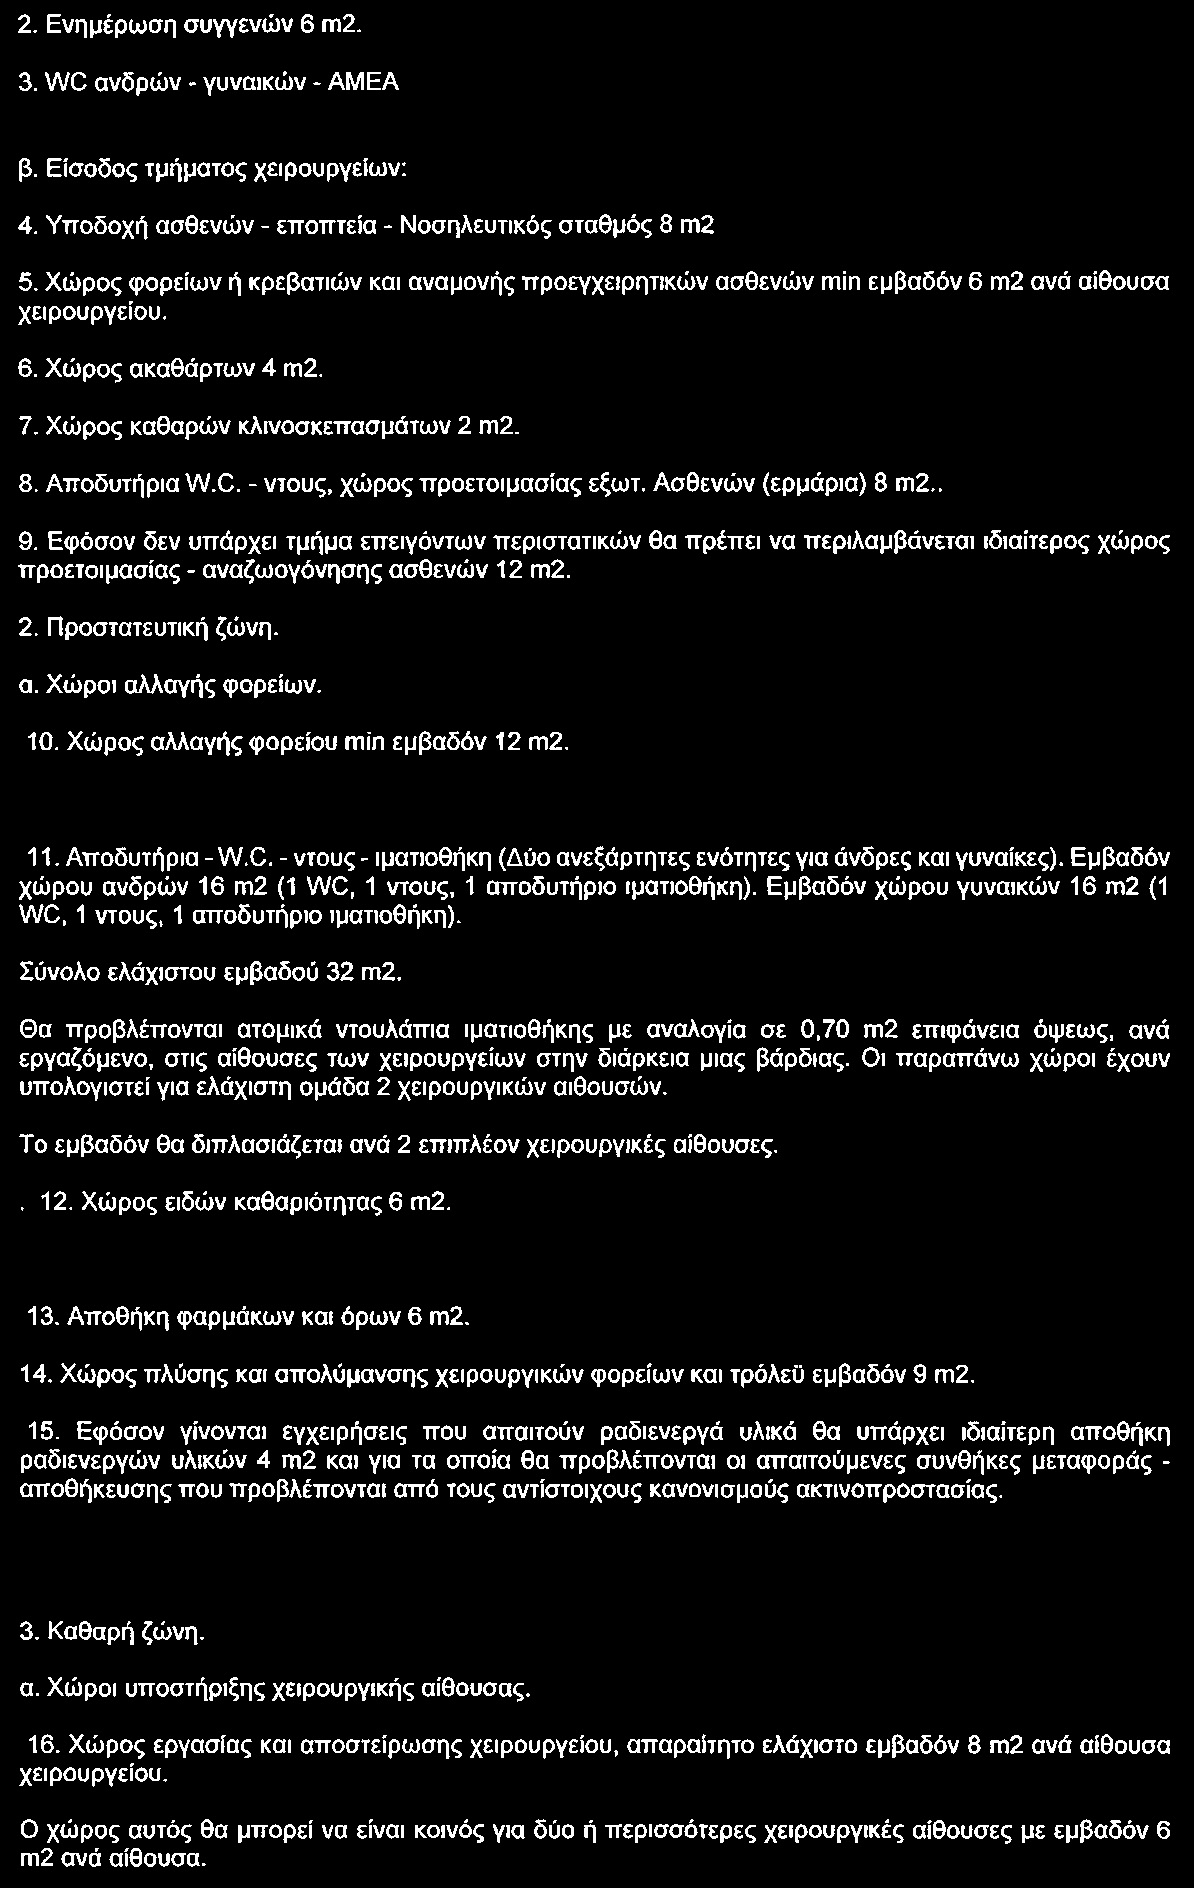 2. Ενημέρωση συγγενών 6 m2.
3. WC ανδρών - γυναικών - ΑΜΕΑ
β. Είσοδος τμήματος χειρουργείων:
4. Υποδοχή ασθενών - εποπτεία - Νοσηλευτικός σταθμός 8 m2
5. Χώρος φορείων ή κρεβατιών και αναμονής προεγχειρητικών ασθενών min εμβαδόν 6 m2 ανά αίθουσα
χειρουργείου.
6. Χώρος ακαθάρτων 4 m2.
7. Χώρος καθαρών κλινοσκεπασμάτων 2 m2.
8. Αποδυτήρια W.C. - ντους, χώρος προετοιμασίας εξωτ. Ασθενών (ερμάρια) 8 m2..
9. Εφόσον δεν υπάρχει τμήμα επειγόντων περιστατικών θα πρέπει να περιλαμβάνεται ιδιαίτερος χώρος
προετοιμασίας - αναζωογόνησης ασθενών 12 m2.
2. Προστατευτική ζώνη.
α. Χώροι αλλαγής φορείων.
10. Χώρος αλλαγής φορείου min εμβαδόν 12 m2.
11. Αποδυτήρια - W.C. - ντους - ιματιοθήκη (Δύο ανεξάρτητες ενότητες για άνδρες και γυναίκες). Εμβαδόν
χώρου ανδρών 16 m2 (1 WC, 1 ντους, 1 αποδυτήριο ιματιοθήκη). Εμβαδόν χώρου γυναικών 16 m2 (1
WC, 1 ντους, 1 αποδυτήριο ιματιοθήκη).
Σύνολο ελάχιστου εμβαδού 32 m2.
Θα προβλέπονται ατομικά ντουλάπια ιματιοθήκης με αναλογία σε 0,70 m2 επιφάνεια όψεως, ανά
εργαζόμενο, στις αίθουσες των χειρουργείων στην διάρκεια μιας βάρδιας. Οι παραπάνω χώροι έχουν
υπολογιστεί για ελάχιστη ομάδα 2 χειρουργικών αιθουσών.
Το εμβαδόν θα διπλασιάζεται ανά 2 επιπλέον χειρουργικές αίθουσες.
. 12. Χώρος ειδών καθαριότητας 6 m2.
13. Αποθήκη φαρμάκων και όρων 6 m2.
14. Χώρος πλύσης και απολύμανσης χειρουργικών φορείων και τρόλεϋ εμβαδόν 9 m2.
15. Εφόσον γίνονται εγχειρήσεις που απαιτούν ραδιενεργά υλικά θα υπάρχει ιδιαίτερη αποθήκη
ραδιενεργών υλικών 4 m2 και για τα οποία θα προβλέπονται οι απαιτούμενες συνθήκες μεταφοράς -
αποθήκευσης που προβλέπονται από τους αντίστοιχους κανονισμούς ακτινοπροστασίας.
3. Καθαρή ζώνη.
α. Χώροι υποστήριξης χειρουργικής αίθουσας.
16. Χώρος εργασίας και αποστείρωσης χειρουργείου, απαραίτητο ελάχιστο εμβαδόν 8 m2 ανά αίθουσα
χειρουργείου.
Ο χώρος αυτός θα μπορεί να είναι κοινός για δύο ή περισσότερες χειρουργικές αίθουσες με εμβαδόν 6
m2 ανά αίθουσα.